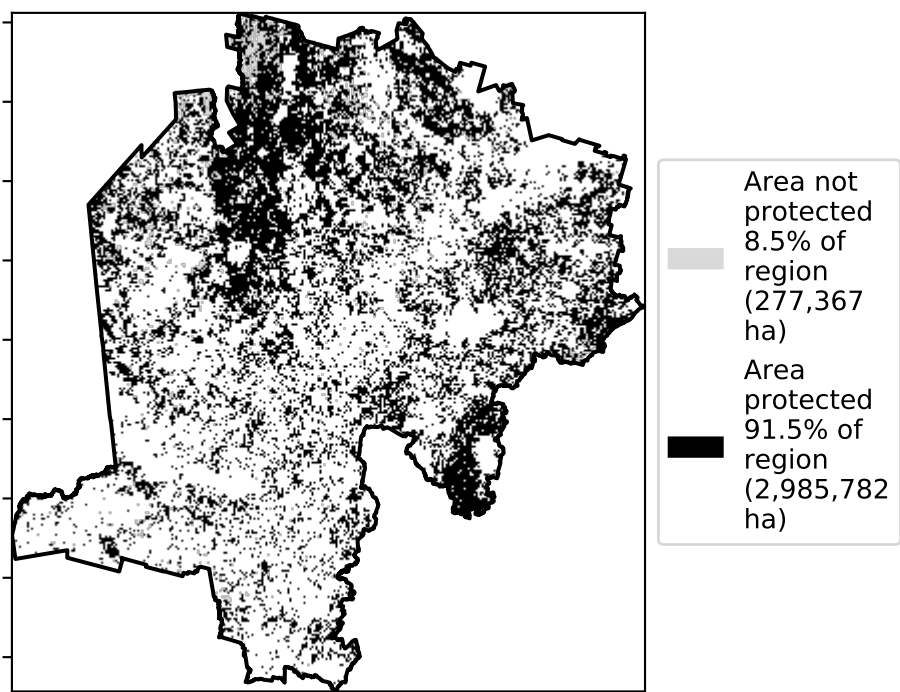 Area not
protected
8.5% of
region
(277,367
ha)
Area
protected
91.5% of
region
(2,985,782
ha)